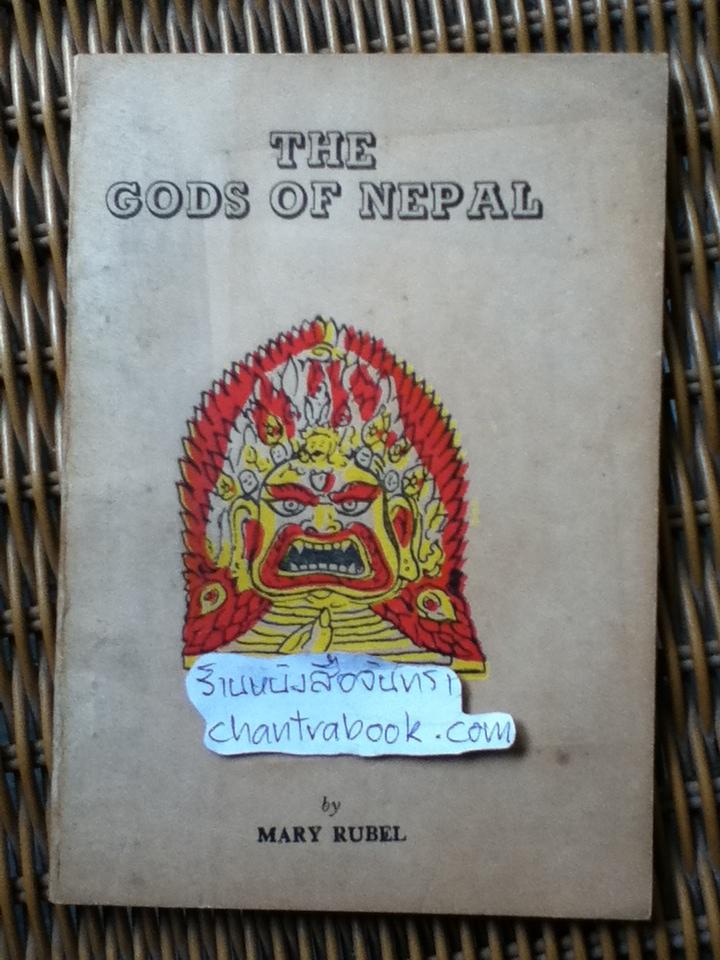 THE
GODS OF NEPAL
ร้านหนังสือจันทรา
chantrabook.com
by
MARY RUBEL